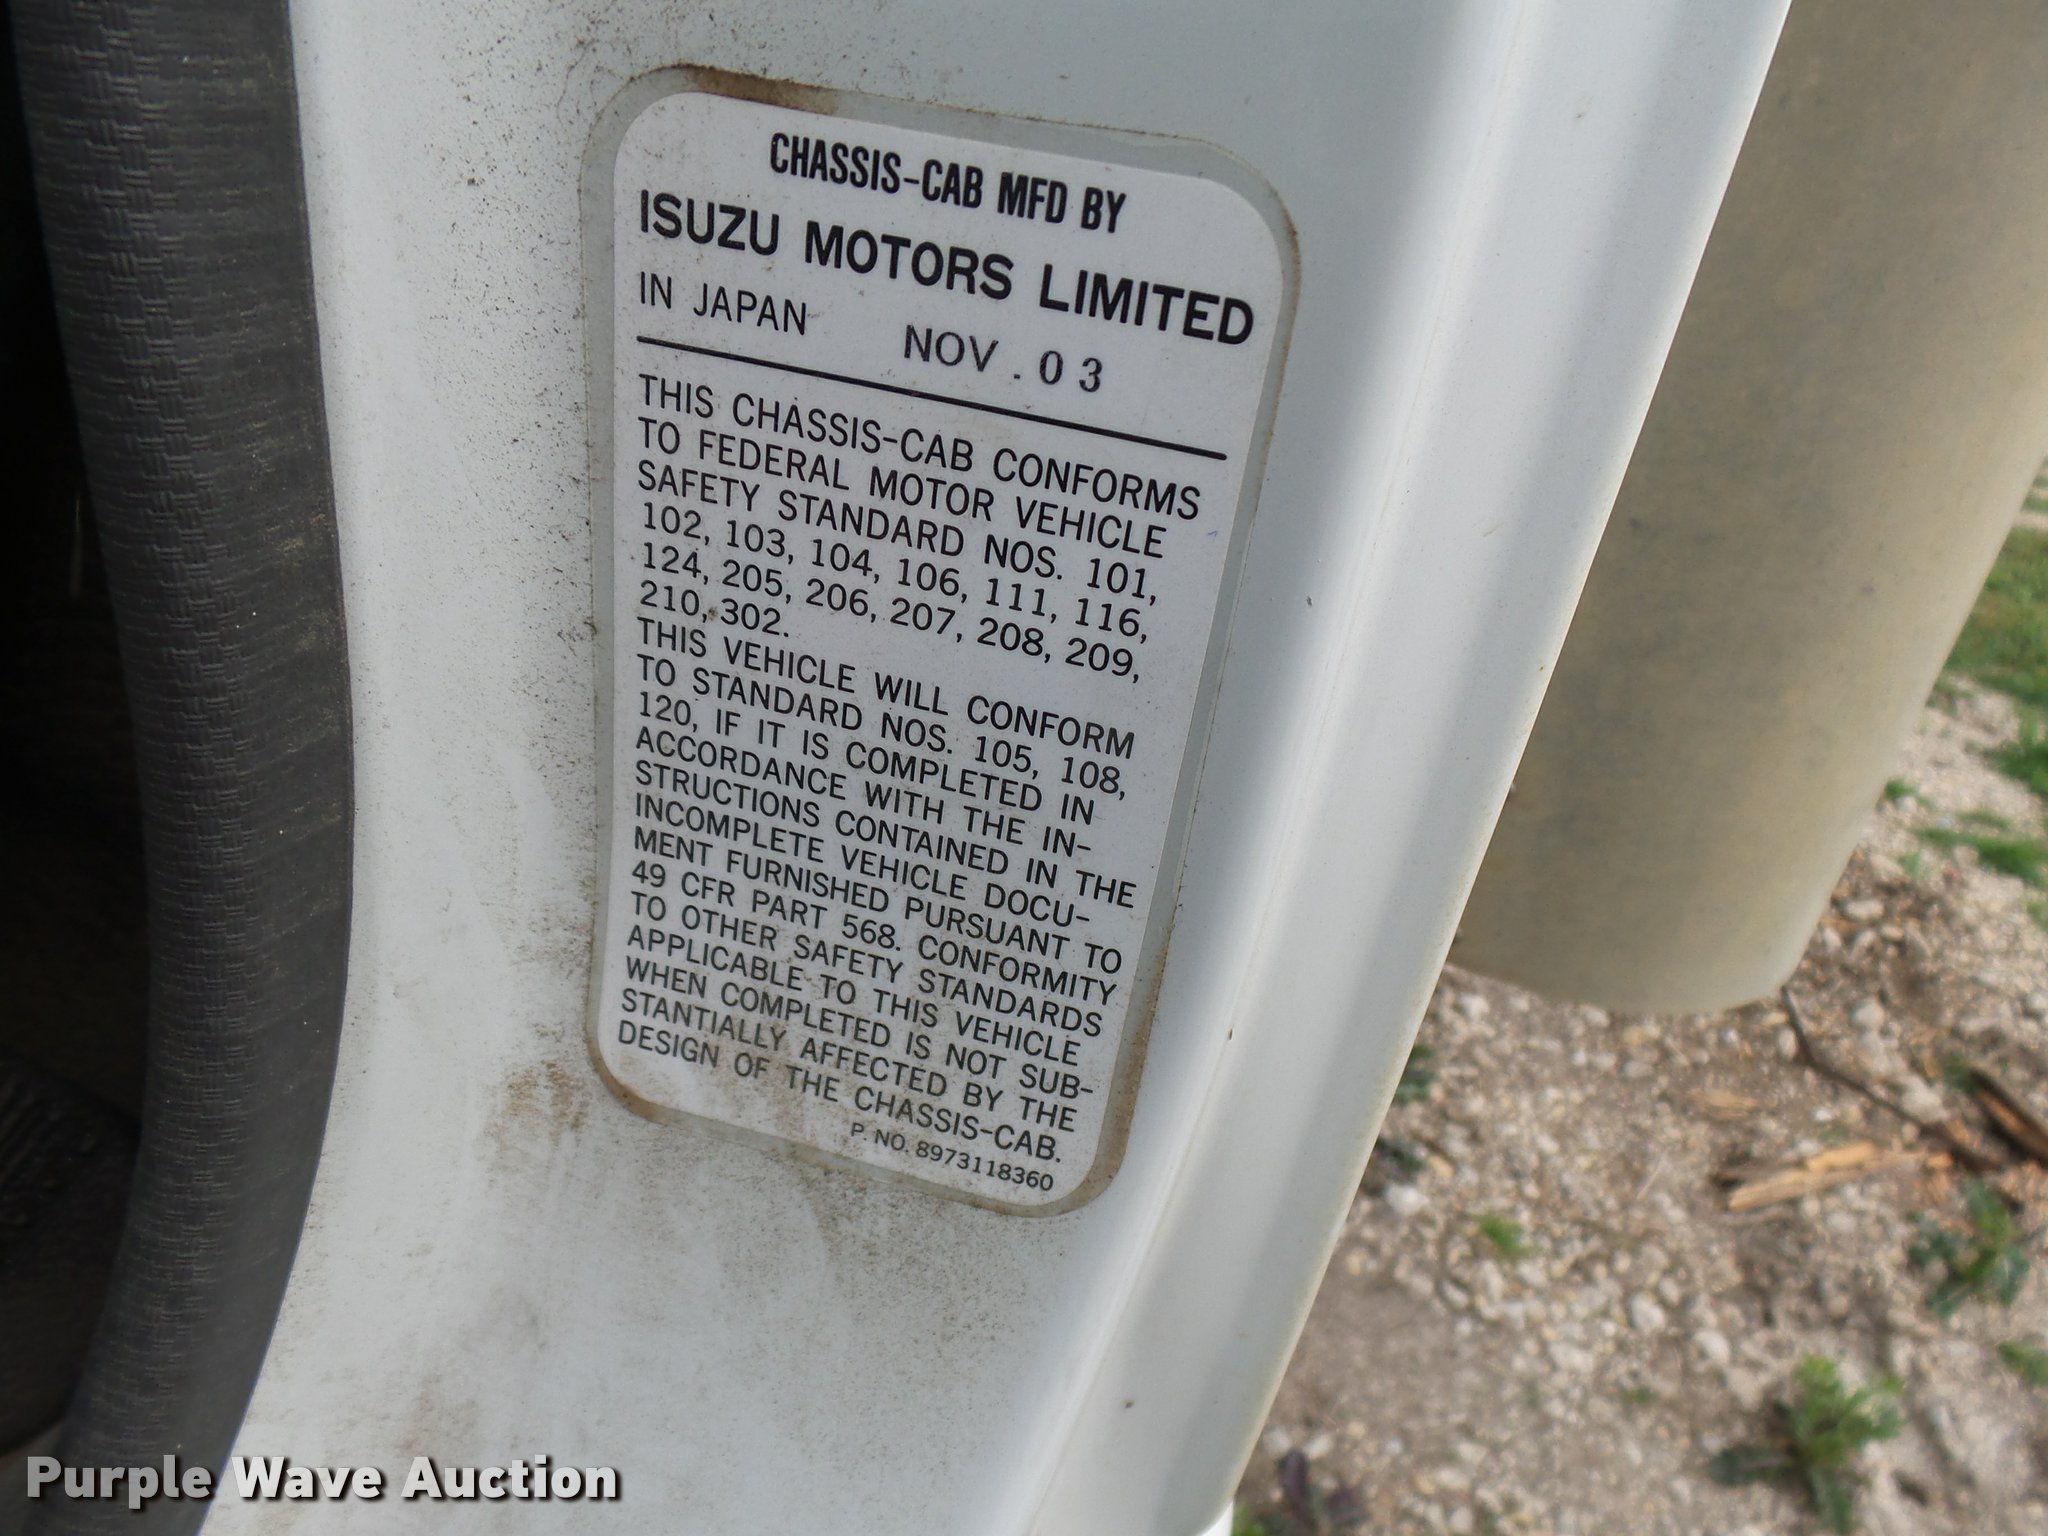 CHASSIS-CAB MFD BY
ISUZU MOTORS LIMITED
IN JAPAN NOV . 03
THIS CHASSIS-CAB CONFORMS
TO FEDERAL MOTOR VEHICLE
SAFETY STANDARD NOS. 101,
102, 103, 104, 106, 111, 116,
124, 205, 206, 207, 208, 209,
210, 302.
THIS VEHICLE WILL CONFORM
TO STANDARD NOS. 105, 108,
120, IF IT IS COMPLETED IN
ACCORDANCE WITH THE IN-
STRUCTIONS CONTAINED IN THE
INCOMPLETE VEHICLE DOCU-
MENT FURNISHED PURSUANT TO
49 CFR PART 568. CONFORMITY
TO OTHER SAFETY STANDARDS
APPLICABLE TO THIS VEHICLE
WHEN COMPLETED IS NOT SUB-
STANTIALLY AFFECTED BY THE
DESIGN OF THE CHASSIS-CAB.
P. NO. 8973118360
Purple Wave Auction